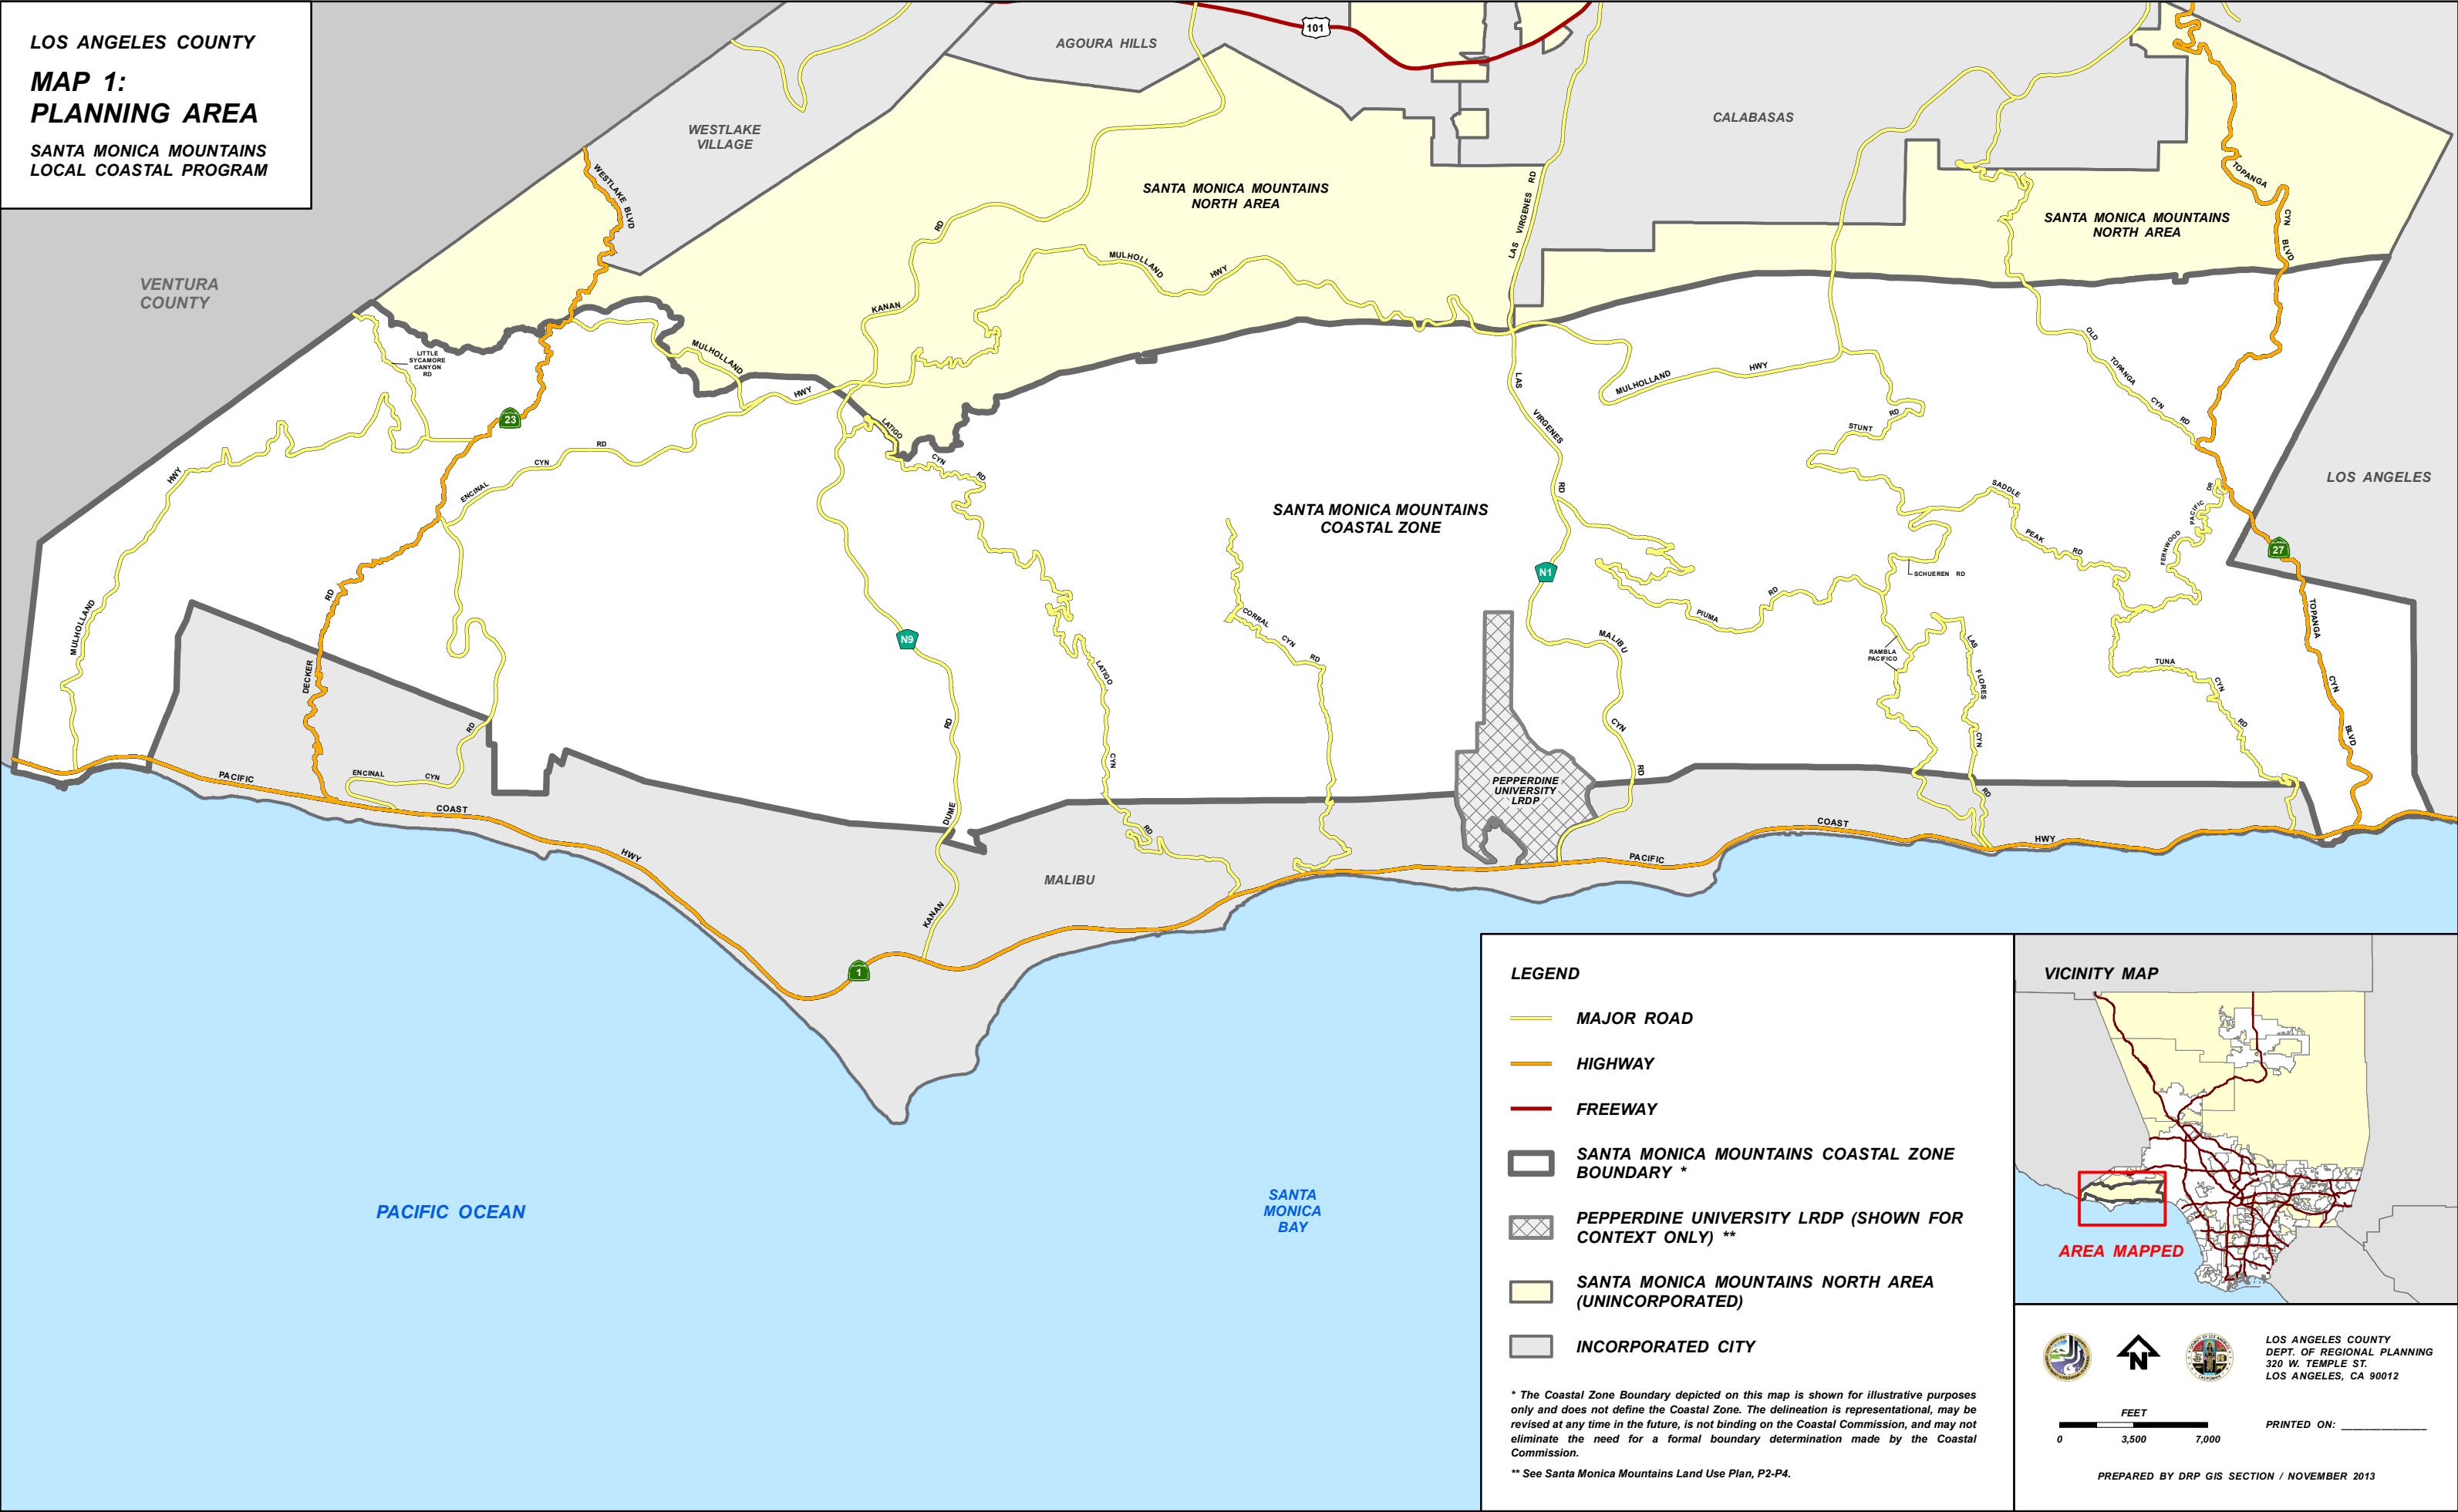 LOS ANGELES COUNTY
MAP 1:
PLANNING AREA
SANTA MONICA MOUNTAINS
LOCAL COASTAL PROGRAM
101
AGOURA HILLS
WESTLAKE
VILLAGE
CALABASAS
VENTURA
COUNTY
SANTA MONICA MOUNTAINS
NORTH AREA
SANTA MONICA MOUNTAINS
NORTH AREA
WESTLAKE BLVD
LAS VIRGENES RD
TOPANGA
CYN
BLVD
RD
KANAN
MULHOLLAND
HWY
LITTLE
SYCAMORE
CANYON
RD
MULHOLLAND
HWY
23
LATIGO
CYN
RD
MULHOLLAND
HWY
LAS
VIRGENES
RD
OLD
TOPANGA
CYN
RD
STUNT
RD
HWY
MULHOLLAND
ENCINAL
CYN
RD
SANTA MONICA MOUNTAINS
COASTAL ZONE
LOS ANGELES
SADDLE
PEAK
RD
FERNWOOD
PACIFIC
DR
27
SCHUEREN RD
N1
N9
RD
DECKER
CORRAL
CYN
RD
PIUMA
RD
MALIBU
CYN
RD
RAMBLA
PACIFICO
LAS
FLORES
CYN
RD
TUNA
CYN
RD
TOPANGA
CYN
BLVD
LATIGO
CYN
RD
RD
ENCINAL
CYN
RD
DUME
KANAN
PEPPERDINE
UNIVERSITY
LRDP
PACIFIC
COAST
HWY
MALIBU
PACIFIC
COAST
HWY
1
PACIFIC OCEAN
SANTA
MONICA
BAY
LEGEND
MAJOR ROAD
HIGHWAY
FREEWAY
SANTA MONICA MOUNTAINS COASTAL ZONE
BOUNDARY *
PEPPERDINE UNIVERSITY LRDP (SHOWN FOR
CONTEXT ONLY) **
SANTA MONICA MOUNTAINS NORTH AREA
(UNINCORPORATED)
INCORPORATED CITY
* The Coastal Zone Boundary depicted on this map is shown for illustrative purposes
only and does not define the Coastal Zone. The delineation is representational, may be
revised at any time in the future, is not binding on the Coastal Commission, and may not
eliminate the need for a formal boundary determination made by the Coastal
Commission.
** See Santa Monica Mountains Land Use Plan, P2-P4.
VICINITY MAP
AREA MAPPED
N
LOS ANGELES COUNTY
DEPT. OF REGIONAL PLANNING
320 W. TEMPLE ST.
LOS ANGELES, CA 90012
FEET
0 3,500 7,000
PRINTED ON: _______________
PREPARED BY DRP GIS SECTION / NOVEMBER 2013